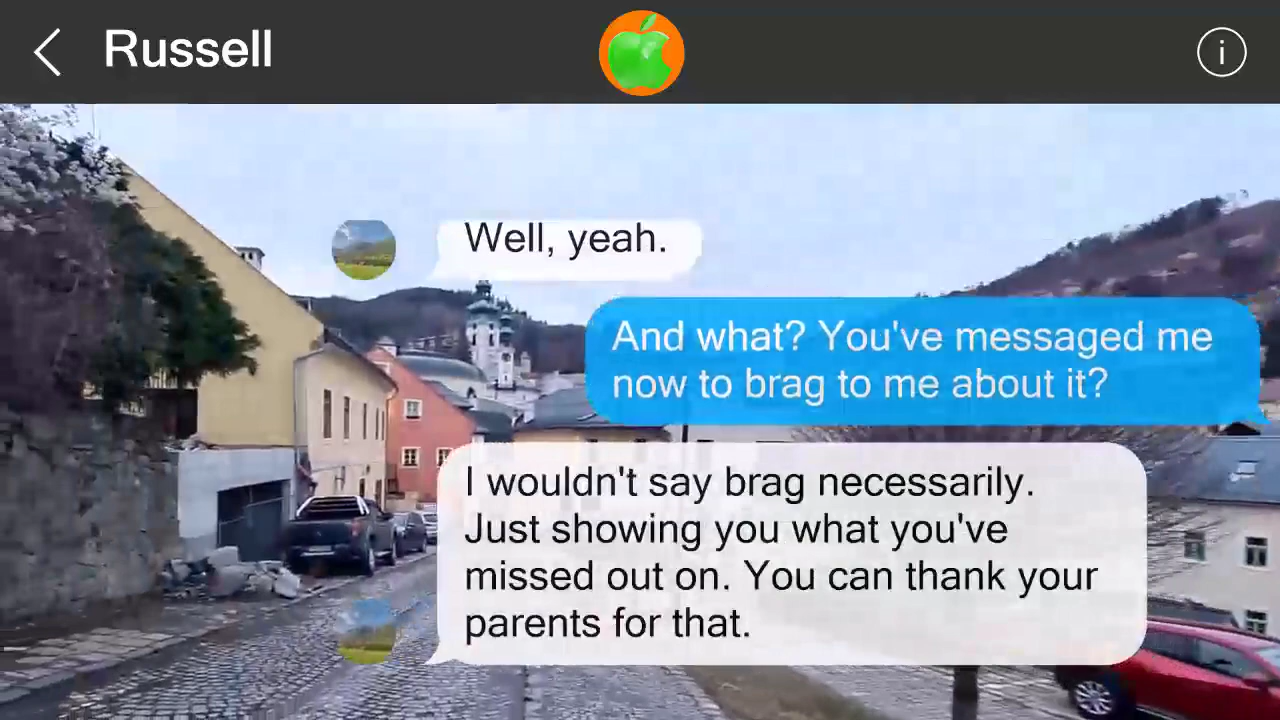 Russell
i
Well, yeah.
And what? You've messaged me
now to brag to me about it?
I wouldn't say brag necessarily.
Just showing you what you've
missed out on. You can thank your
parents for that.